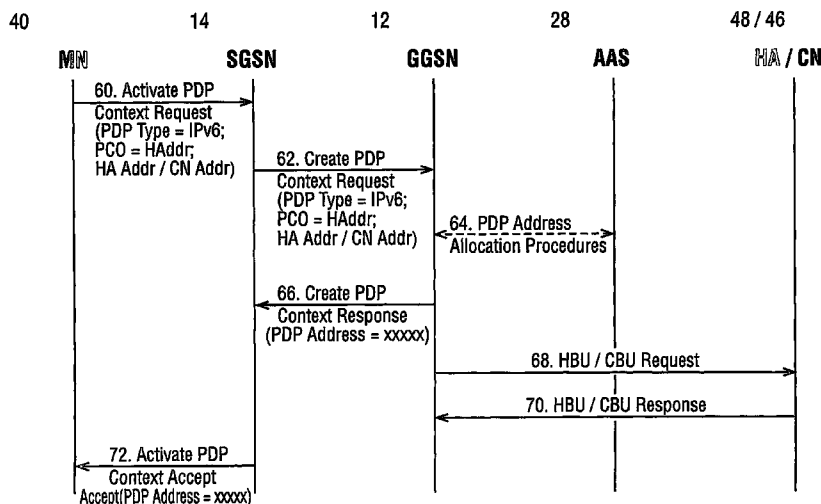 40 14 12 28 48 / 46
MN SGSN GGSN AAS HA / CN
60. Activate PDP
Context Request
(PDP Type = IPv6;
PCO = HAddr;
HA Addr / CN Addr)
62. Create PDP
Context Request
(PDP Type = IPv6;
PCO = HAddr;
HA Addr / CN Addr)
64. PDP Address
Allocation Procedures
66. Create PDP
Context Response
(PDP Address = xxxxx)
68. HBU / CBU Request
70. HBU / CBU Response
72. Activate PDP
Context Accept
Accept(PDP Address = xxxxx)